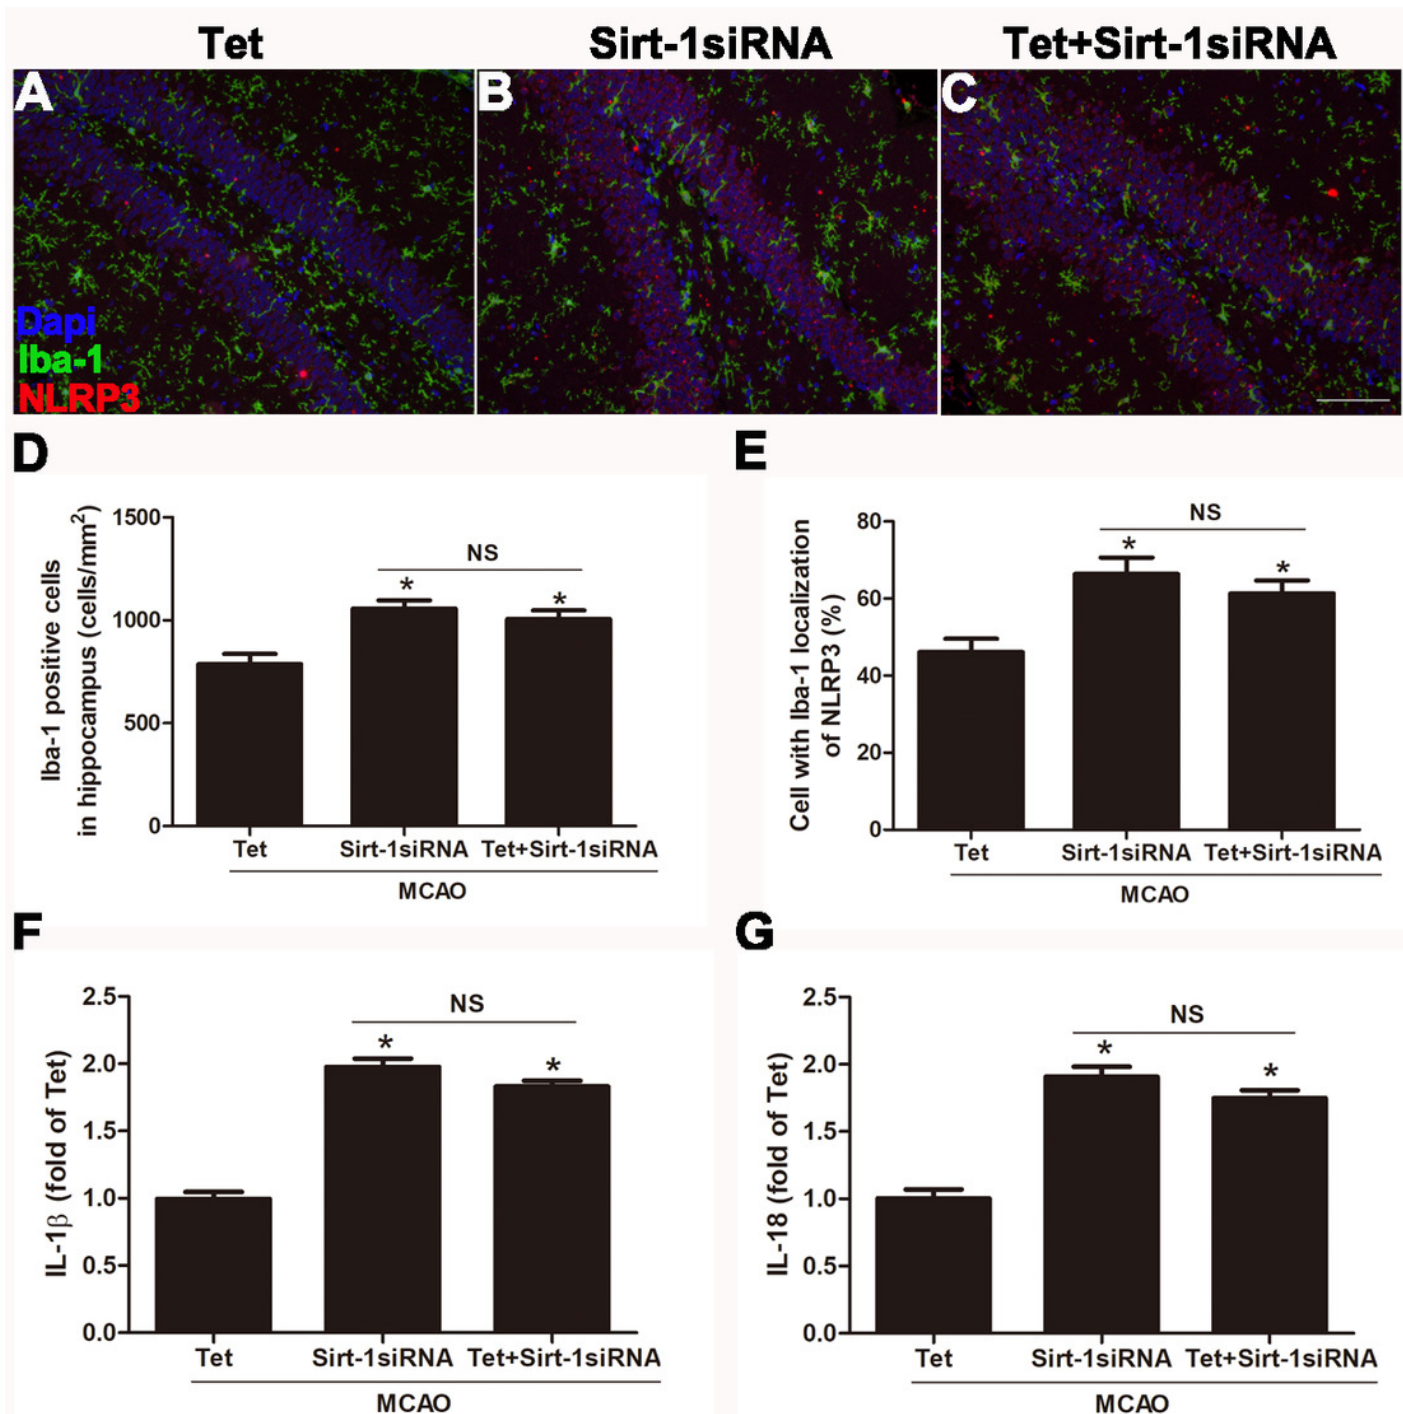 Tet
Sirt-1siRNA
Tet+Sirt-1siRNA
A
B
C
Dapi
Iba-1
NLRP3
D
Iba-1 positive cells
in hippocampus (cells/mm²)
1500
1000
500
0
NS
*
*
Tet
Sirt-1siRNA
Tet+Sirt-1siRNA
MCAO
E
Cell with Iba-1 localization
of NLRP3 (%)
80
60
40
20
0
NS
*
*
Tet
Sirt-1siRNA
Tet+Sirt-1siRNA
MCAO
F
IL-1β (fold of Tet)
2.5
2.0
1.5
1.0
0.5
0.0
NS
*
*
Tet
Sirt-1siRNA
Tet+Sirt-1siRNA
MCAO
G
IL-18 (fold of Tet)
2.5
2.0
1.5
1.0
0.5
0.0
NS
*
*
Tet
Sirt-1siRNA
Tet+Sirt-1siRNA
MCAO